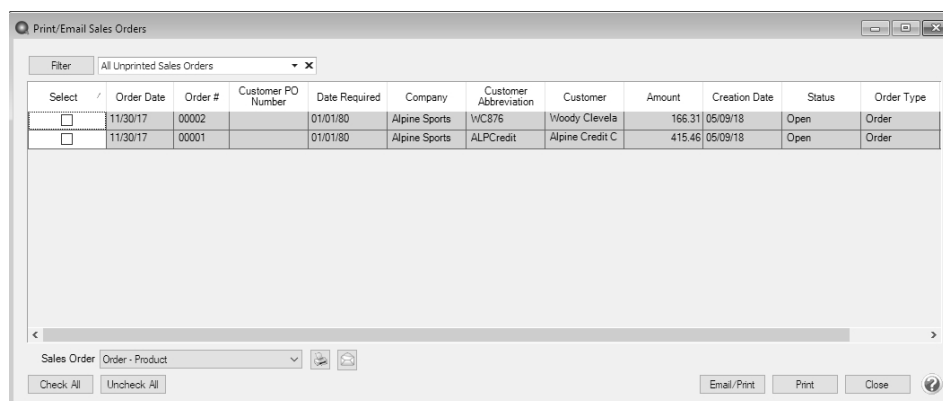 Print/Email Sales Orders
Filter All Unprinted Sales Orders
Select Order Date Order # Customer PO Number Date Required Company Customer Abbreviation Customer Amount Creation Date Status Order Type
11/30/17 00002 01/01/80 Alpine Sports WC876 Woody Clevela 166.31 05/09/18 Open Order
11/30/17 00001 01/01/80 Alpine Sports ALPCredit Alpine Credit C 415.46 05/09/18 Open Order
Sales Order Order - Product
Check All Uncheck All Email/Print Print Close ?